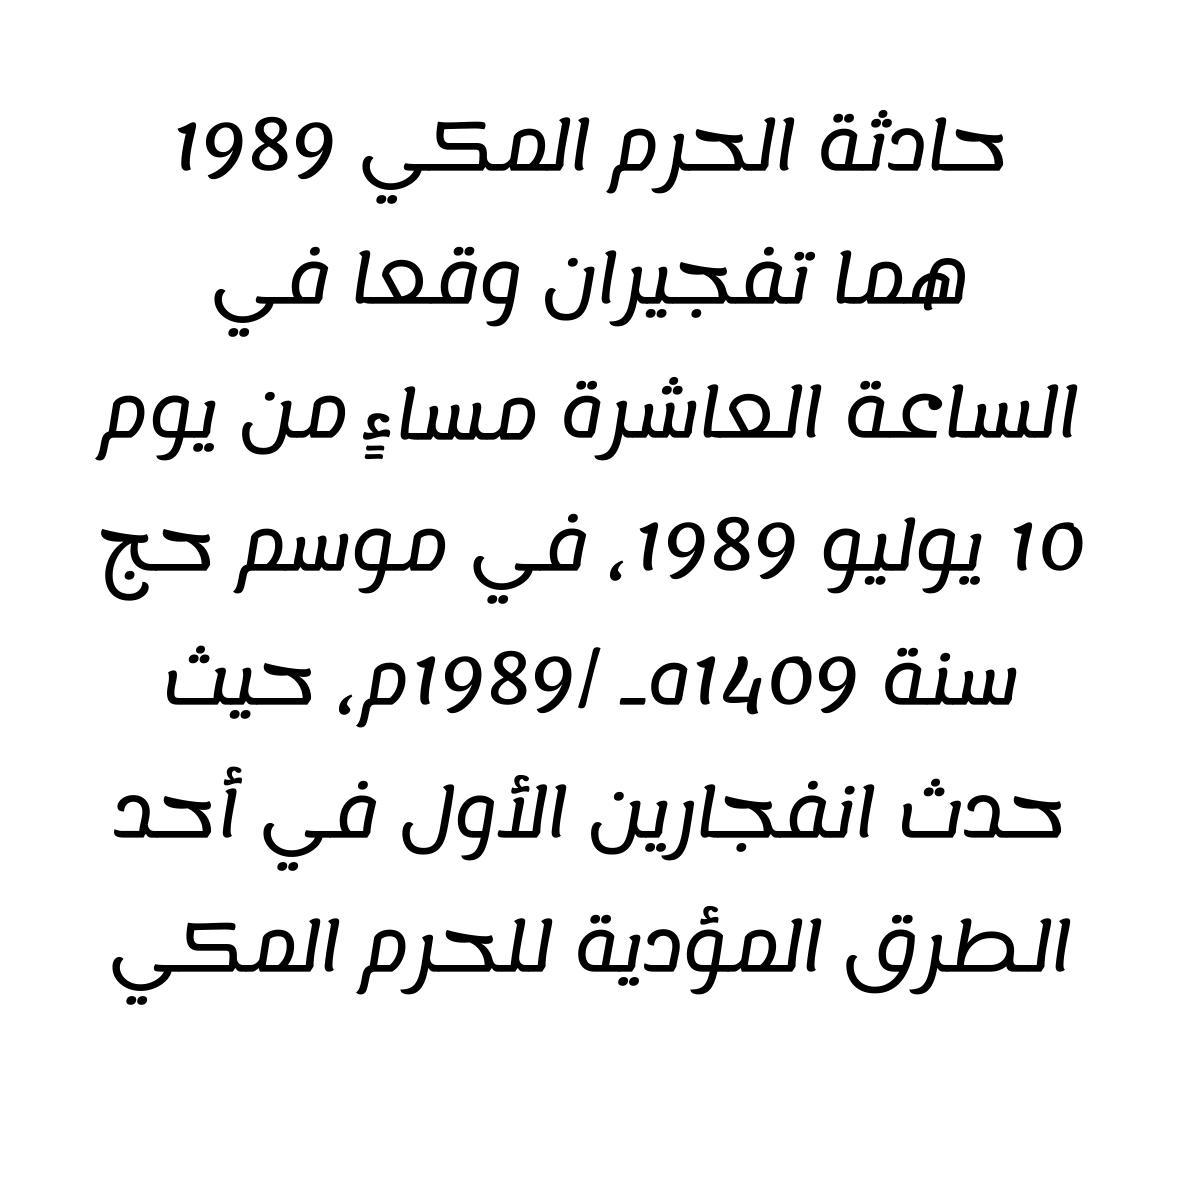 حادثة الحرم المكي 1989
هما تفجيران وقعا في
الساعة العاشرة مساءٍ من يوم
10 يوليو 1989، في موسم حج
سنة 1409هـ /1989م، حيث
حدث انفجارين الأول في أحد
الطرق المؤدية للحرم المكي